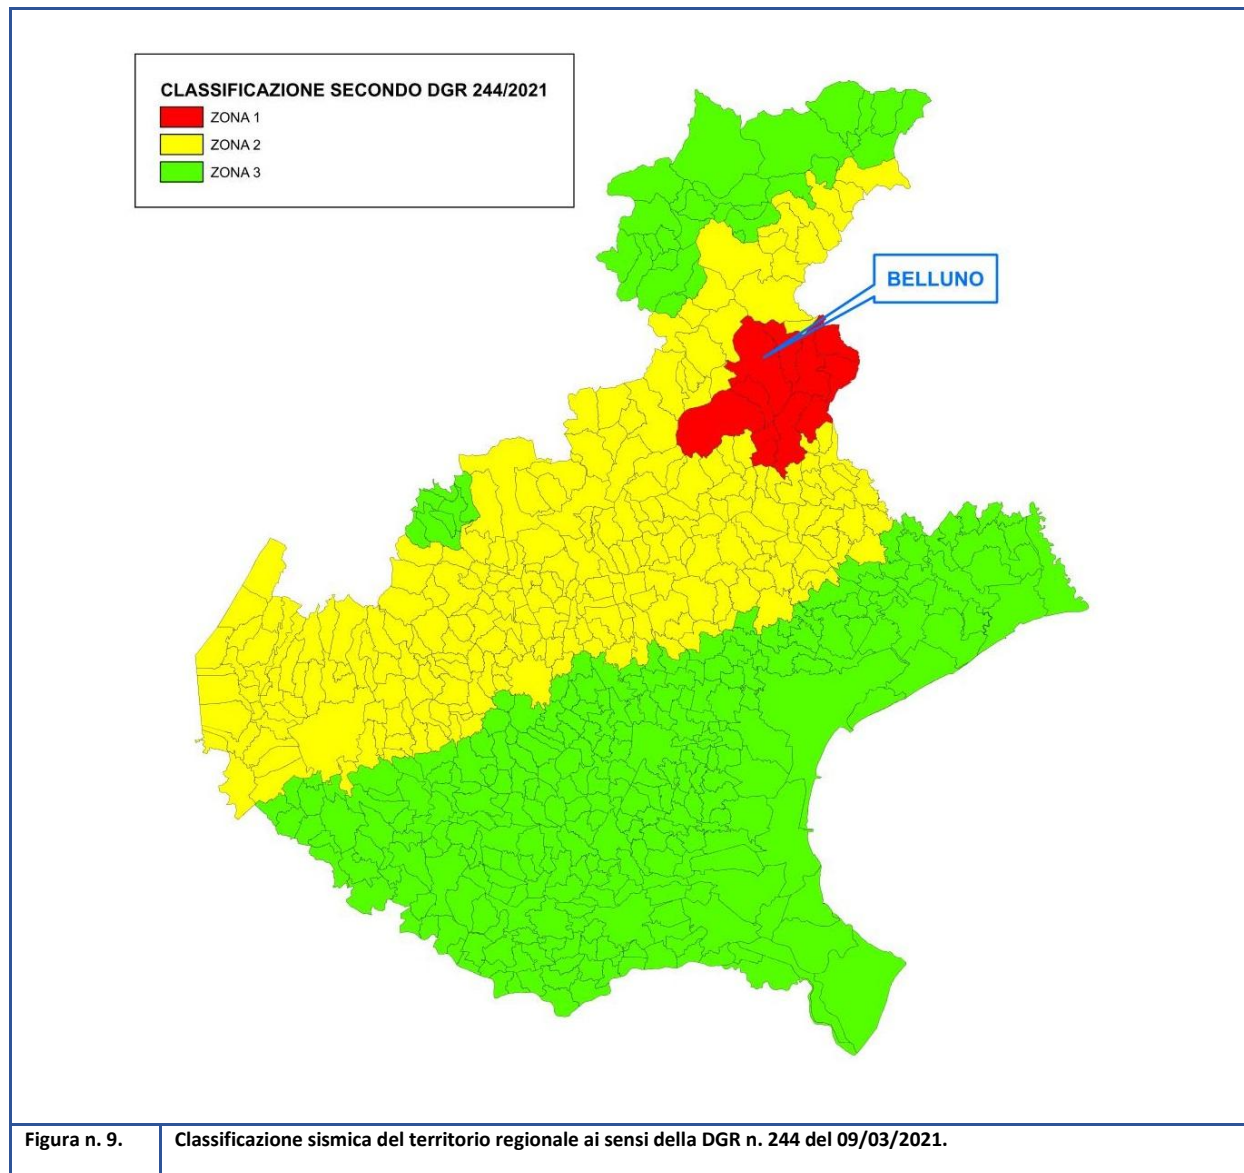 CLASSIFICAZIONE SECONDO DGR 244/2021
ZONA 1
ZONA 2
ZONA 3
BELLUNO
Figura n. 9. Classificazione sismica del territorio regionale ai sensi della DGR n. 244 del 09/03/2021.